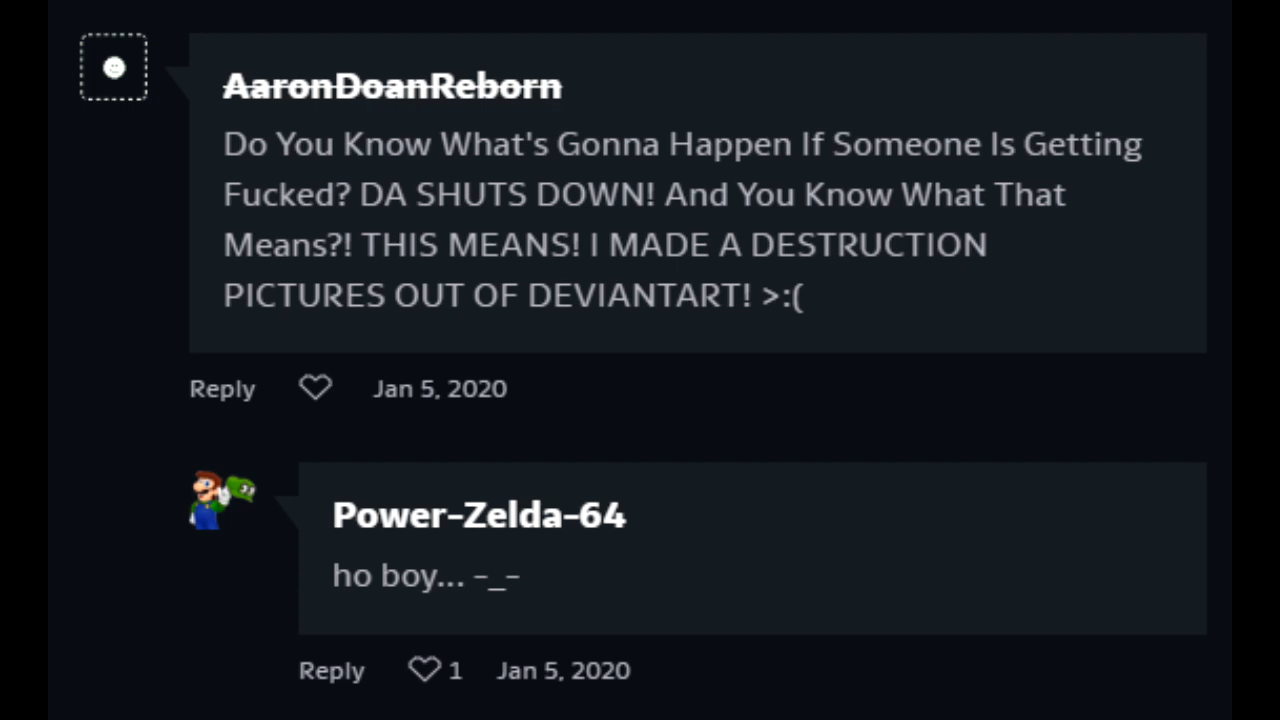 AaronDoanReborn
Do You Know What's Gonna Happen If Someone Is Getting
Fucked? DA SHUTS DOWN! And You Know What That
Means?! THIS MEANS! I MADE A DESTRUCTION
PICTURES OUT OF DEVIANTART! >:(
Reply Jan 5, 2020
Power-Zelda-64
ho boy... -_-
Reply 1 Jan 5, 2020